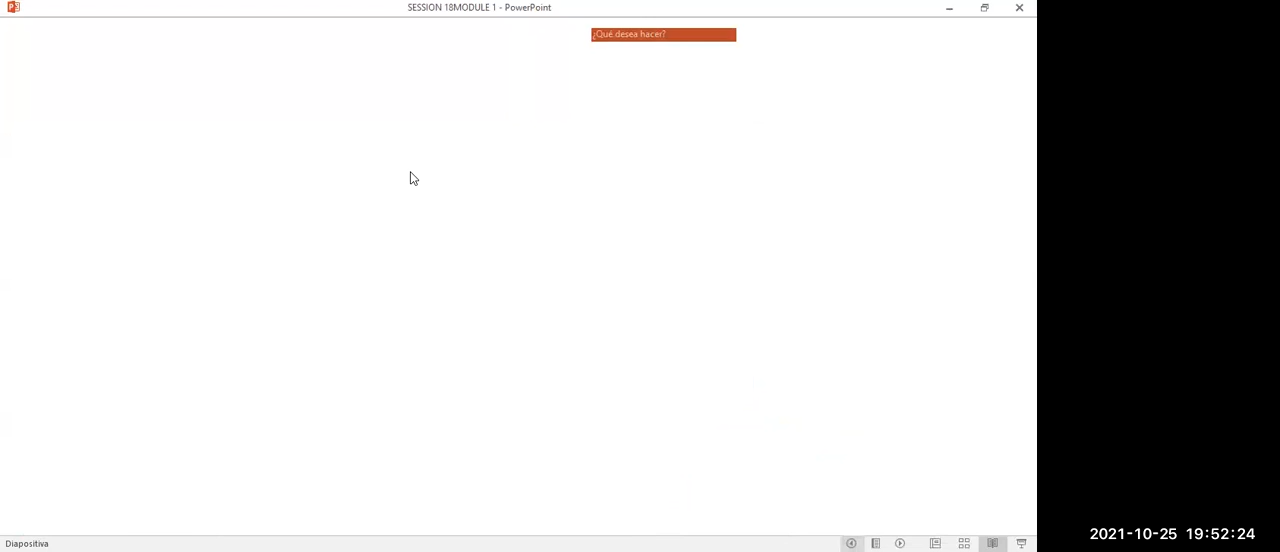 SESSION 18MODULE 1 - PowerPoint
¿Qué desea hacer?
Diapositiva
2021-10-25 19:52:24